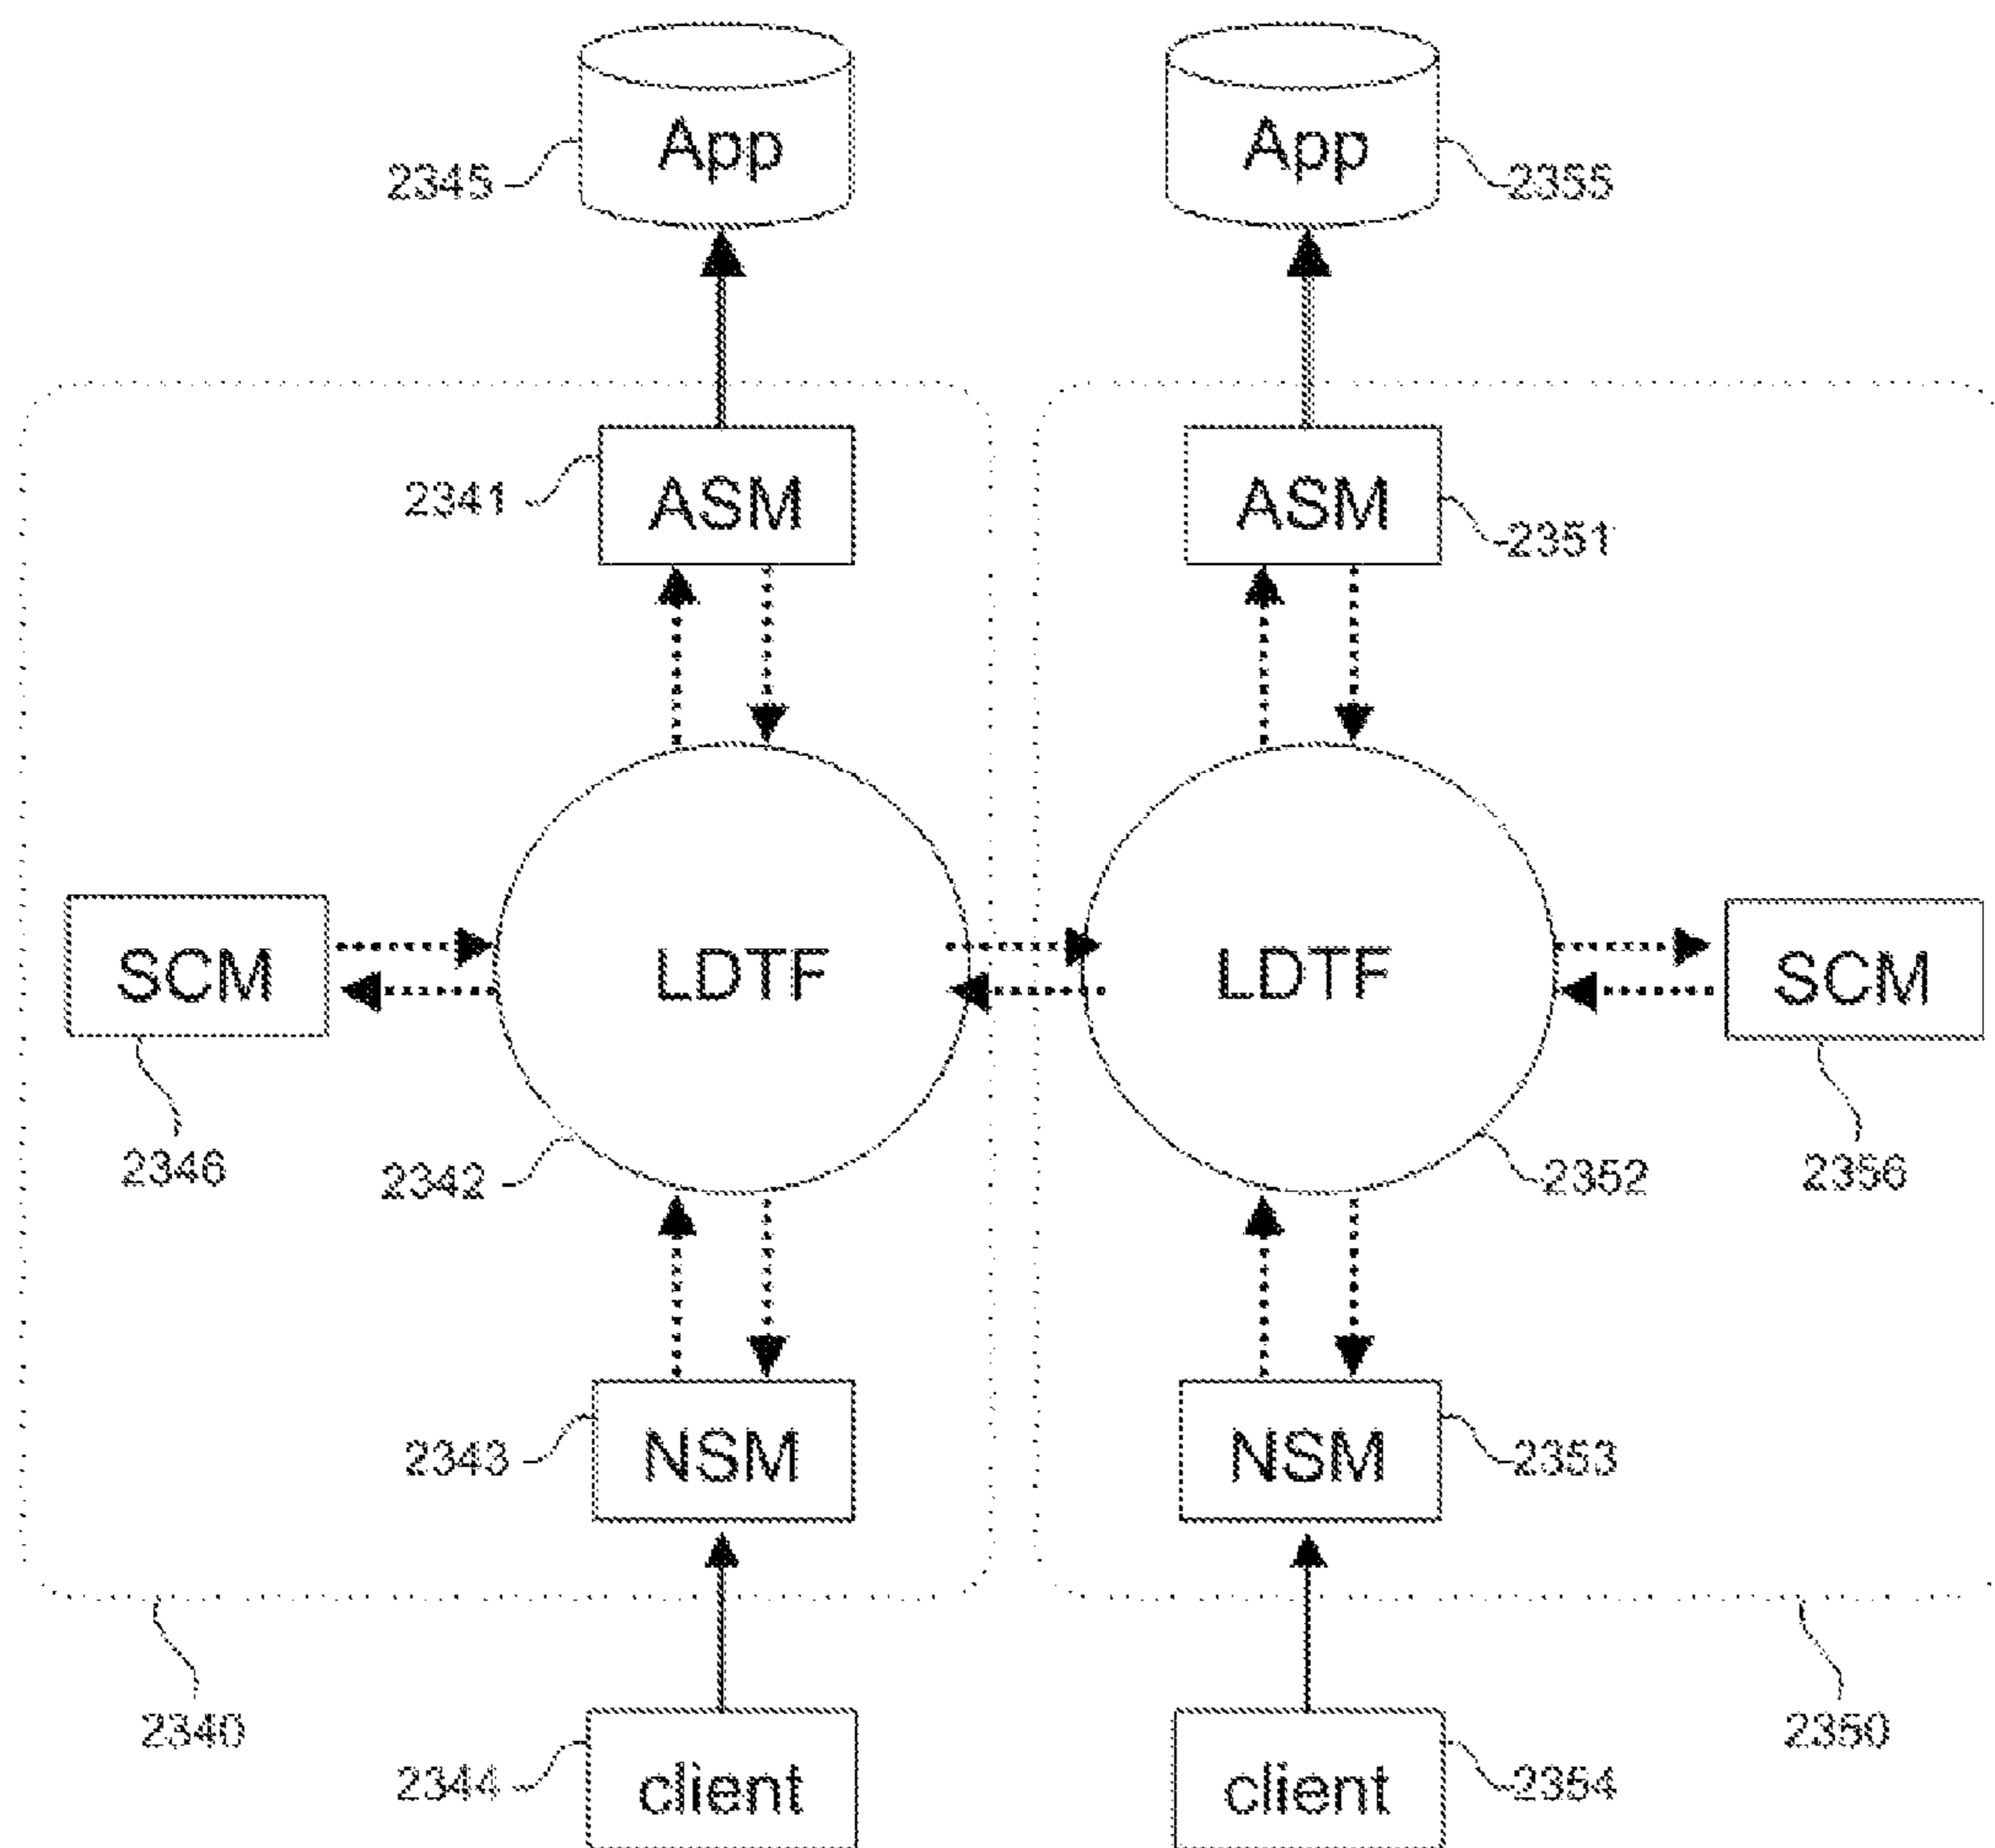 App
App
2345
2355
ASM
ASM
2341
2351
SCM
LDTF
LDTF
SCM
2346
2342
2352
2356
NSM
NSM
2343
2353
2340
2350
client
client
2344
2354